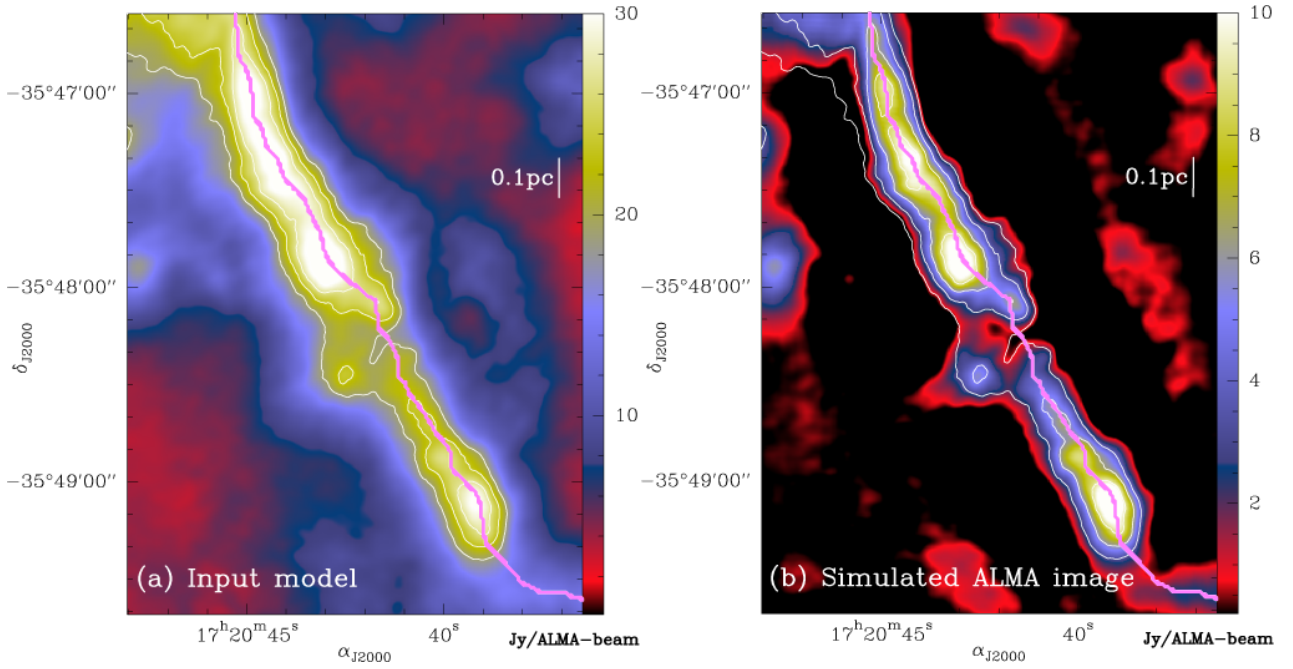 30
20
10
−35°47′00″
−35°48′00″
−35°49′00″
δJ2000
0.1pc
(a) Input model
17ʰ20ᵐ45ˢ
40ˢ
αJ2000
Jy/ALMA-beam
10
8
6
4
2
−35°47′00″
−35°48′00″
−35°49′00″
δJ2000
0.1pc
(b) Simulated ALMA image
17ʰ20ᵐ45ˢ
40ˢ
αJ2000
Jy/ALMA-beam